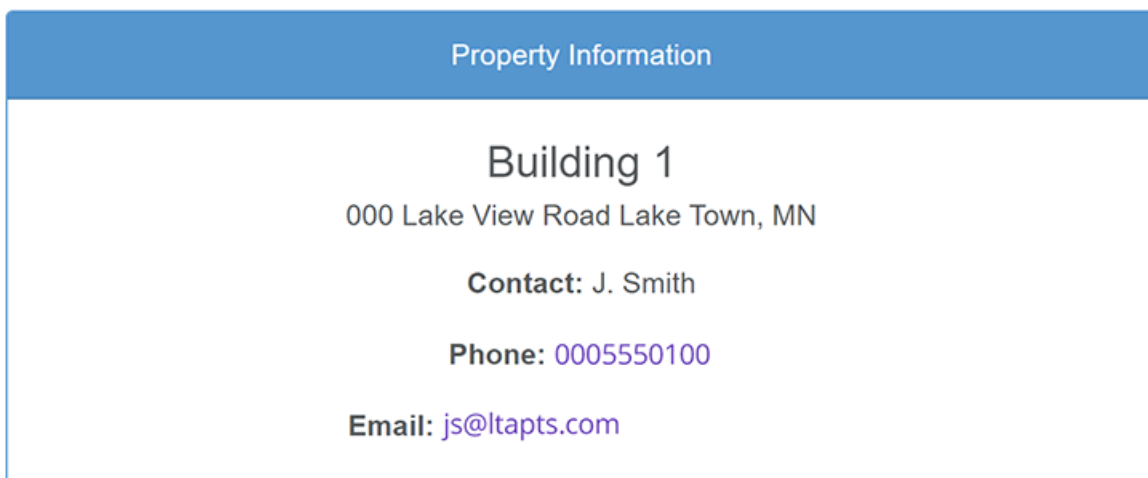 Property Information
Building 1
000 Lake View Road Lake Town, MN
Contact: J. Smith
Phone: 0005550100
Email: js@ltapts.com